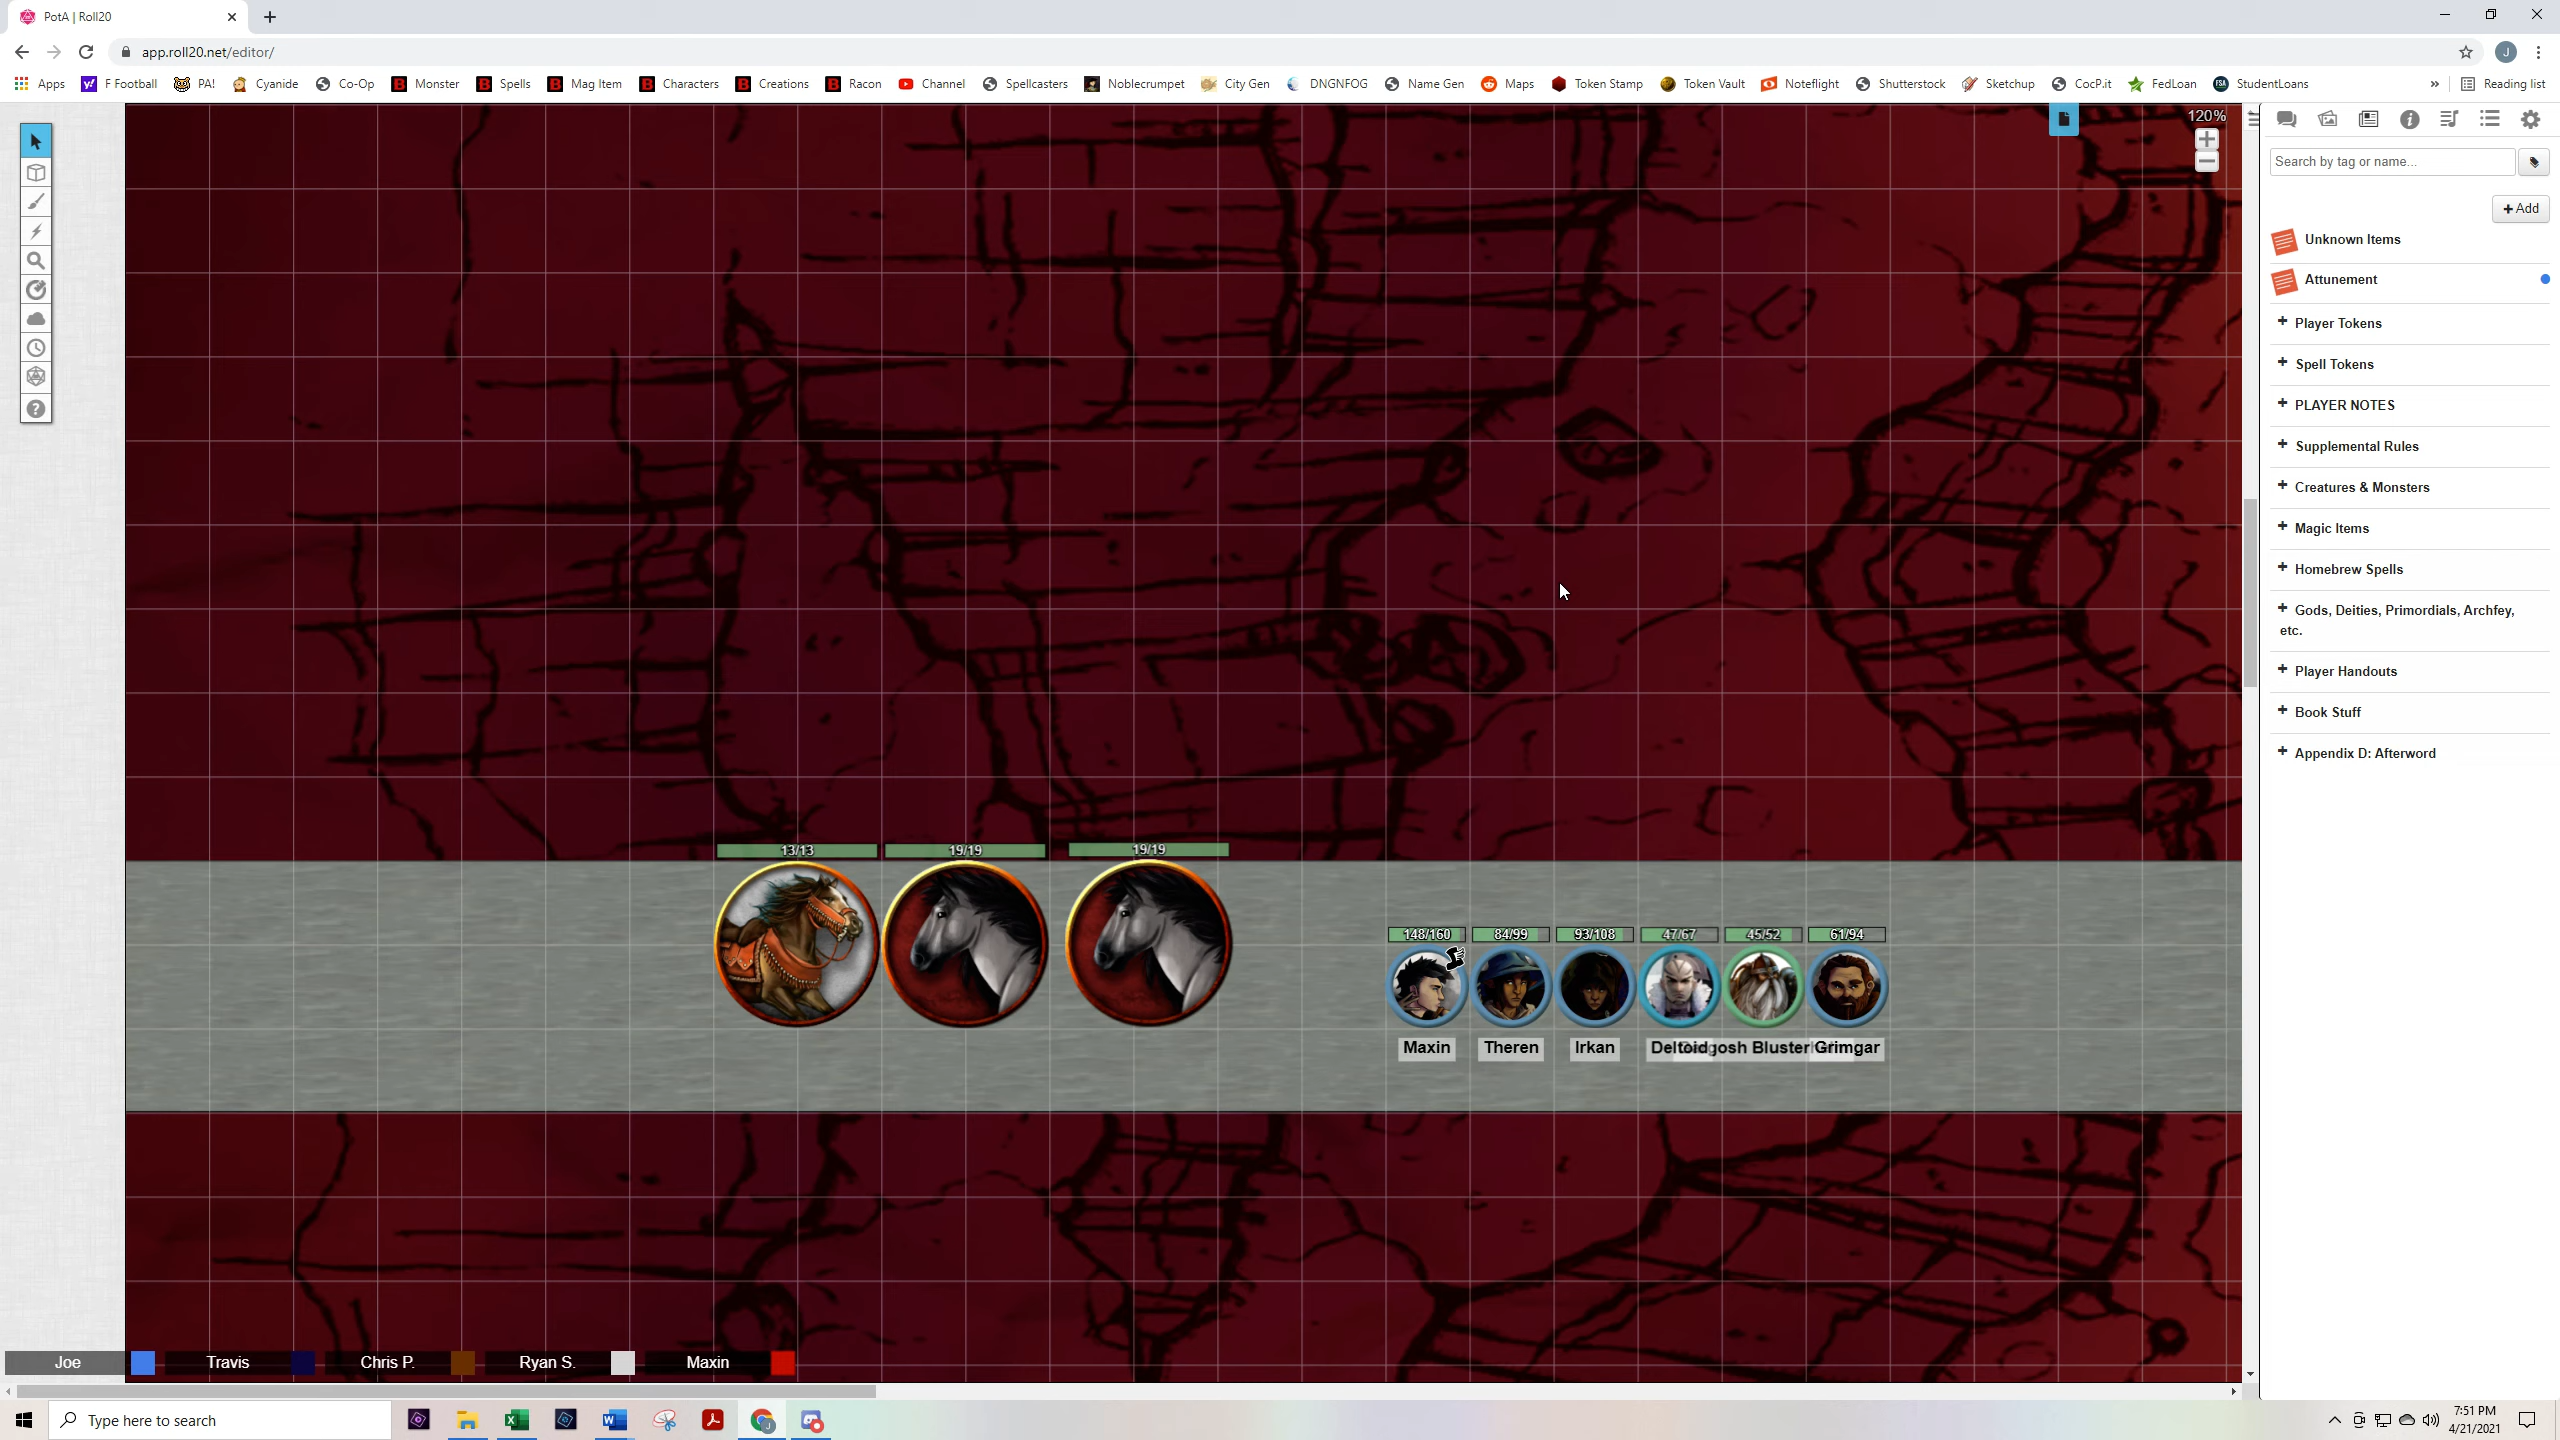 PotA | Roll20
app.roll20.net/editor/
Apps F Football PA! Cyanide Co-Op Monster Spells Mag Item Characters Creations Racon Channel Spellcasters Noblecrumpet City Gen DNGNFOG Name Gen Maps Token Stamp Token Vault Noteflight Shutterstock Sketchup CocP.it FedLoan StudentLoans » Reading list
120%
Search by tag or name...
+ Add
Unknown Items
Attunement
+ Player Tokens
+ Spell Tokens
+ PLAYER NOTES
+ Supplemental Rules
+ Creatures & Monsters
+ Magic Items
+ Homebrew Spells
+ Gods, Deities, Primordials, Archfey,
etc.
+ Player Handouts
+ Book Stuff
+ Appendix D: Afterword
13/13 19/19 19/19
148/160 84/99 93/108 47/67 45/52 61/94
Maxin Theren Irkan Deltoid gosh Bluster Grimgar
Joe Travis Chris P. Ryan S. Maxin
Type here to search
7:51 PM
4/21/2021